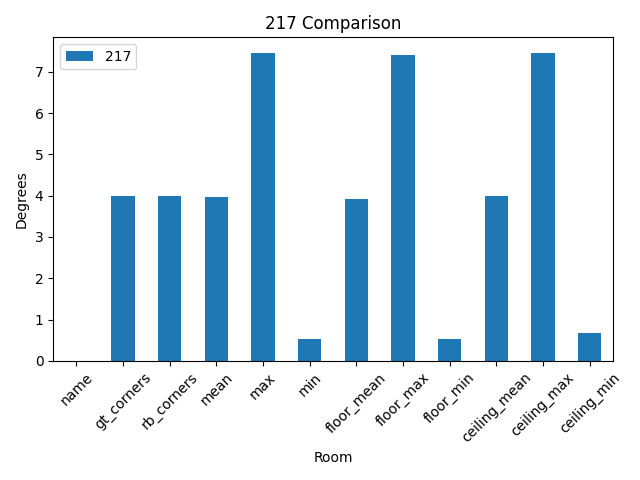 217 Comparison
217
Degrees
7
6
5
4
3
2
1
0
name
gt_corners
rb_corners
mean
max
min
floor_mean
floor_max
floor_min
ceiling_mean
ceiling_max
ceiling_min
Room